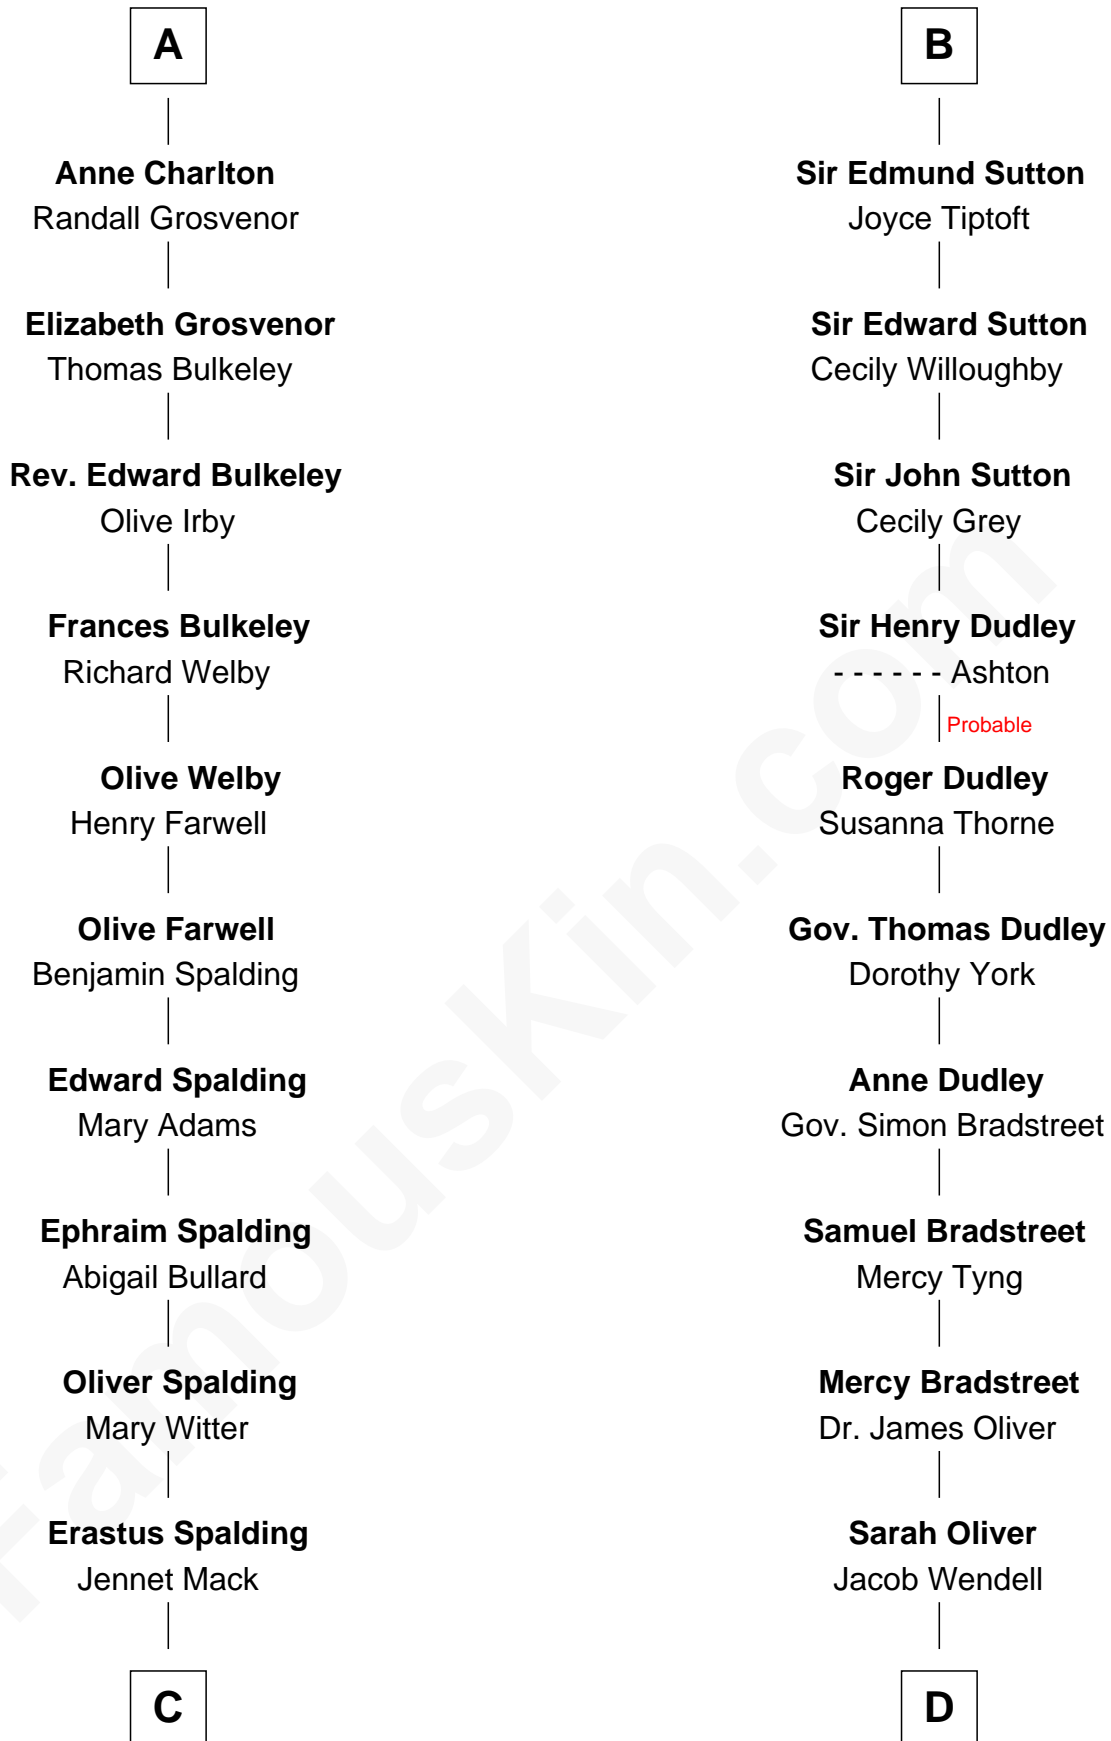 A
Anne Charlton
Randall Grosvenor
Elizabeth Grosvenor
Thomas Bulkeley
Rev. Edward Bulkeley
Olive Irby
Frances Bulkeley
Richard Welby
Olive Welby
Henry Farwell
Olive Farwell
Benjamin Spalding
Edward Spalding
Mary Adams
Ephraim Spalding
Abigail Bullard
Oliver Spalding
Mary Witter
Erastus Spalding
Jennet Mack
C
B
Sir Edmund Sutton
Joyce Tiptoft
Sir Edward Sutton
Cecily Willoughby
Sir John Sutton
Cecily Grey
Sir Henry Dudley
- - - - - - Ashton
Probable
Roger Dudley
Susanna Thorne
Gov. Thomas Dudley
Dorothy York
Anne Dudley
Gov. Simon Bradstreet
Samuel Bradstreet
Mercy Tyng
Mercy Bradstreet
Dr. James Oliver
Sarah Oliver
Jacob Wendell
D
FamousKin.com